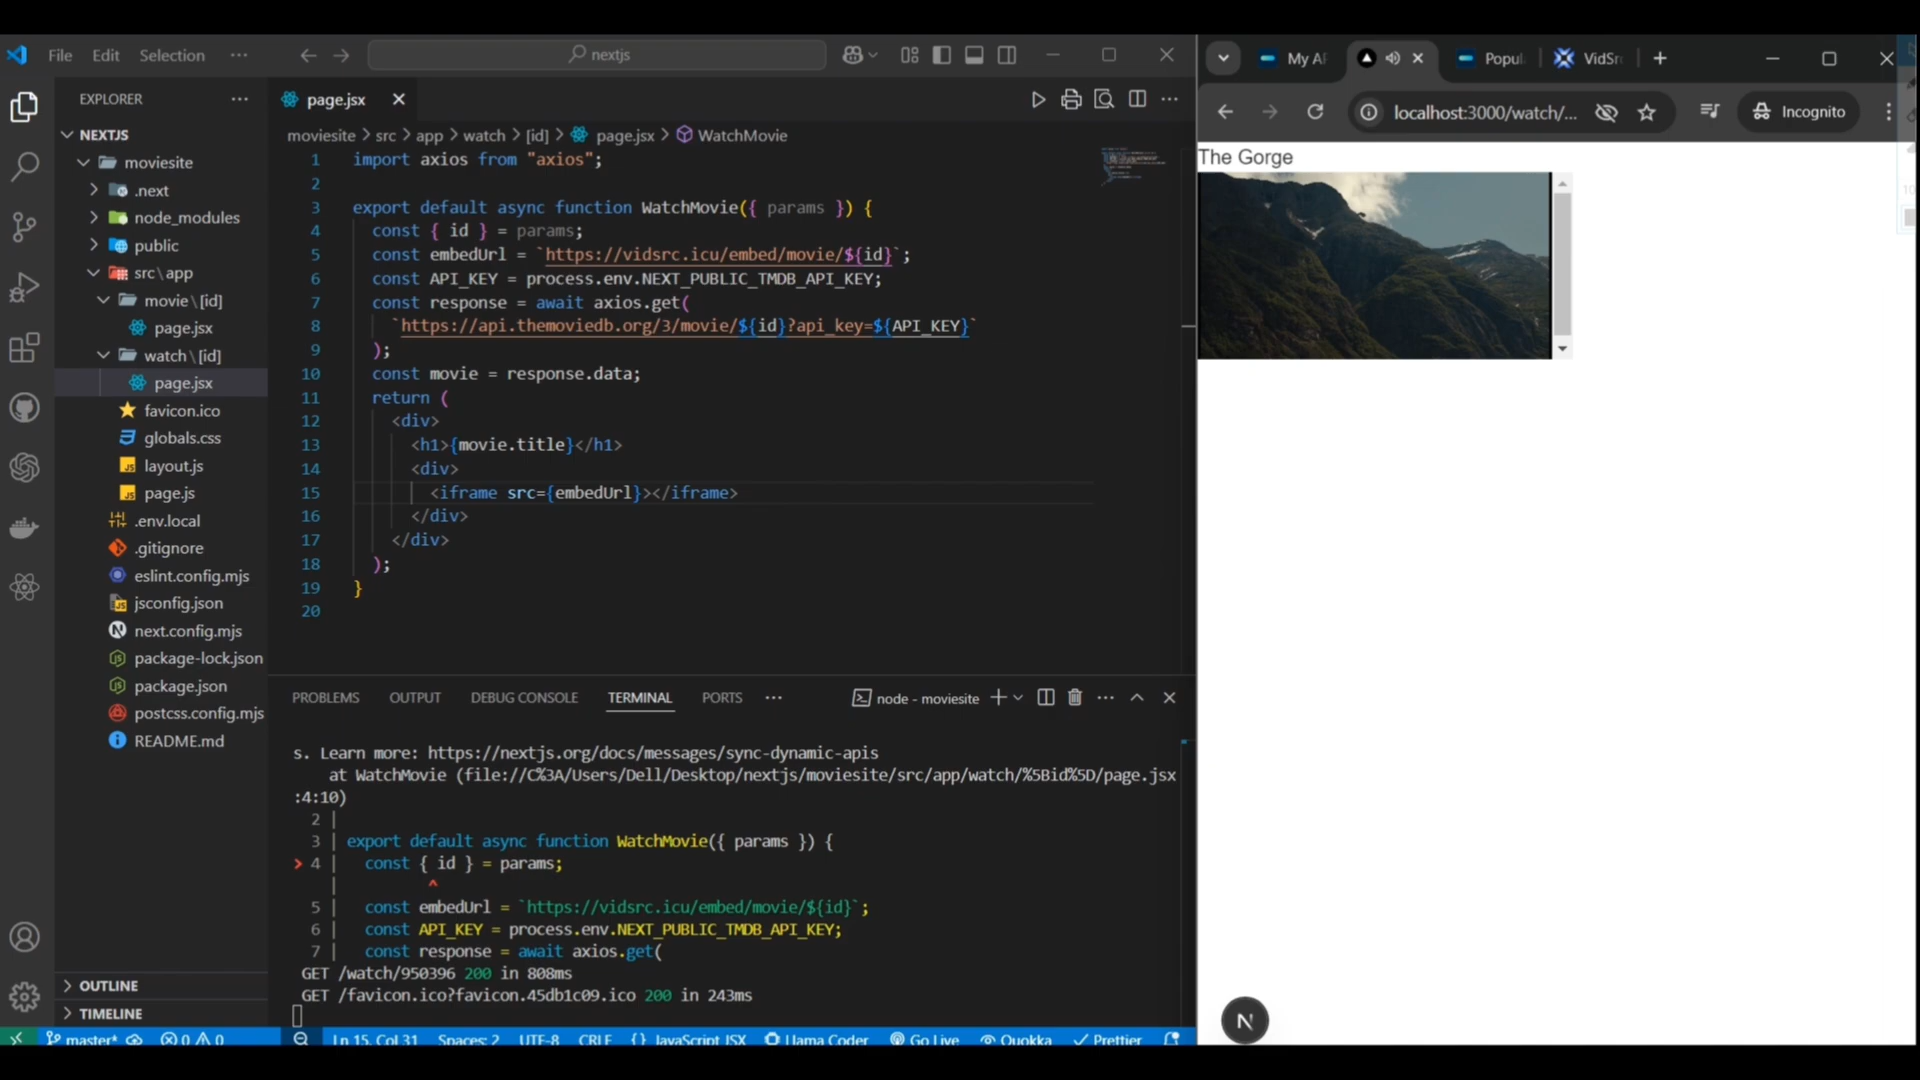 File Edit Selection ···
nextjs
EXPLORER ···
NEXTJS
moviesite
.next
node_modules
public
src\app
movie\[id]
page.jsx
watch\[id]
page.jsx
favicon.ico
globals.css
layout.js
page.js
.env.local
.gitignore
eslint.config.mjs
jsconfig.json
next.config.mjs
package-lock.json
package.json
postcss.config.mjs
README.md
OUTLINE
TIMELINE
page.jsx
moviesite > src > app > watch > [id] > page.jsx > WatchMovie
1 import axios from "axios";
2
3 export default async function WatchMovie({ params }) {
4 const { id } = params;
5 const embedUrl = `https://vidsrc.icu/embed/movie/${id}`;
6 const API_KEY = process.env.NEXT_PUBLIC_TMDB_API_KEY;
7 const response = await axios.get(
8 `https://api.themoviedb.org/3/movie/${id}?api_key=${API_KEY}`
9 );
10 const movie = response.data;
11 return (
12 <div>
13 <h1>{movie.title}</h1>
14 <div>
15 <iframe src={embedUrl}></iframe>
16 </div>
17 </div>
18 );
19 }
20
PROBLEMS OUTPUT DEBUG CONSOLE TERMINAL PORTS ··· node - moviesite
s. Learn more: https://nextjs.org/docs/messages/sync-dynamic-apis
at WatchMovie (file://C%3A/Users/Dell/Desktop/nextjs/moviesite/src/app/watch/%5Bid%5D/page.jsx
:4:10)
2 |
3 | export default async function WatchMovie({ params }) {
> 4 | const { id } = params;
| ^
5 | const embedUrl = `https://vidsrc.icu/embed/movie/${id}`;
6 | const API_KEY = process.env.NEXT_PUBLIC_TMDB_API_KEY;
7 | const response = await axios.get(
GET /watch/950396 200 in 808ms
GET /favicon.ico?favicon.45db1c09.ico 200 in 243ms
master* 0 0 Ln 15, Col 31 Spaces: 2 UTF-8 CRLF {} JavaScript JSX Llama Coder Go Live Quokka Prettier
My AP Popul VidSr
localhost:3000/watch/... Incognito
The Gorge
N